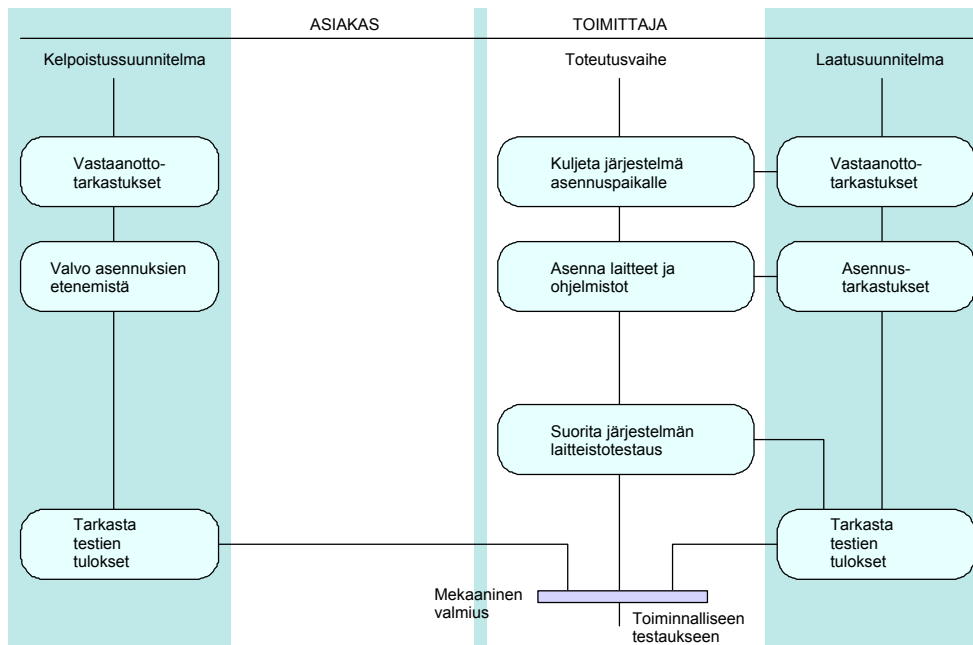 ASIAKAS
TOIMITTAJA
Kelpoistussuunnitelma
Toteutusvaihe
Laatusuunnitelma
Vastaanotto-
tarkastukset
Kuljeta järjestelmä
asennuspaikalle
Vastaanotto-
tarkastukset
Valvo asennuksien
etenemistä
Asenna laitteet ja
ohjelmistot
Asennus-
tarkastukset
Suorita järjestelmän
laitteistotestaus
Tarkasta
testien
tulokset
Tarkasta
testien
tulokset
Mekaaninen
valmius
Toiminnalliseen
testaukseen